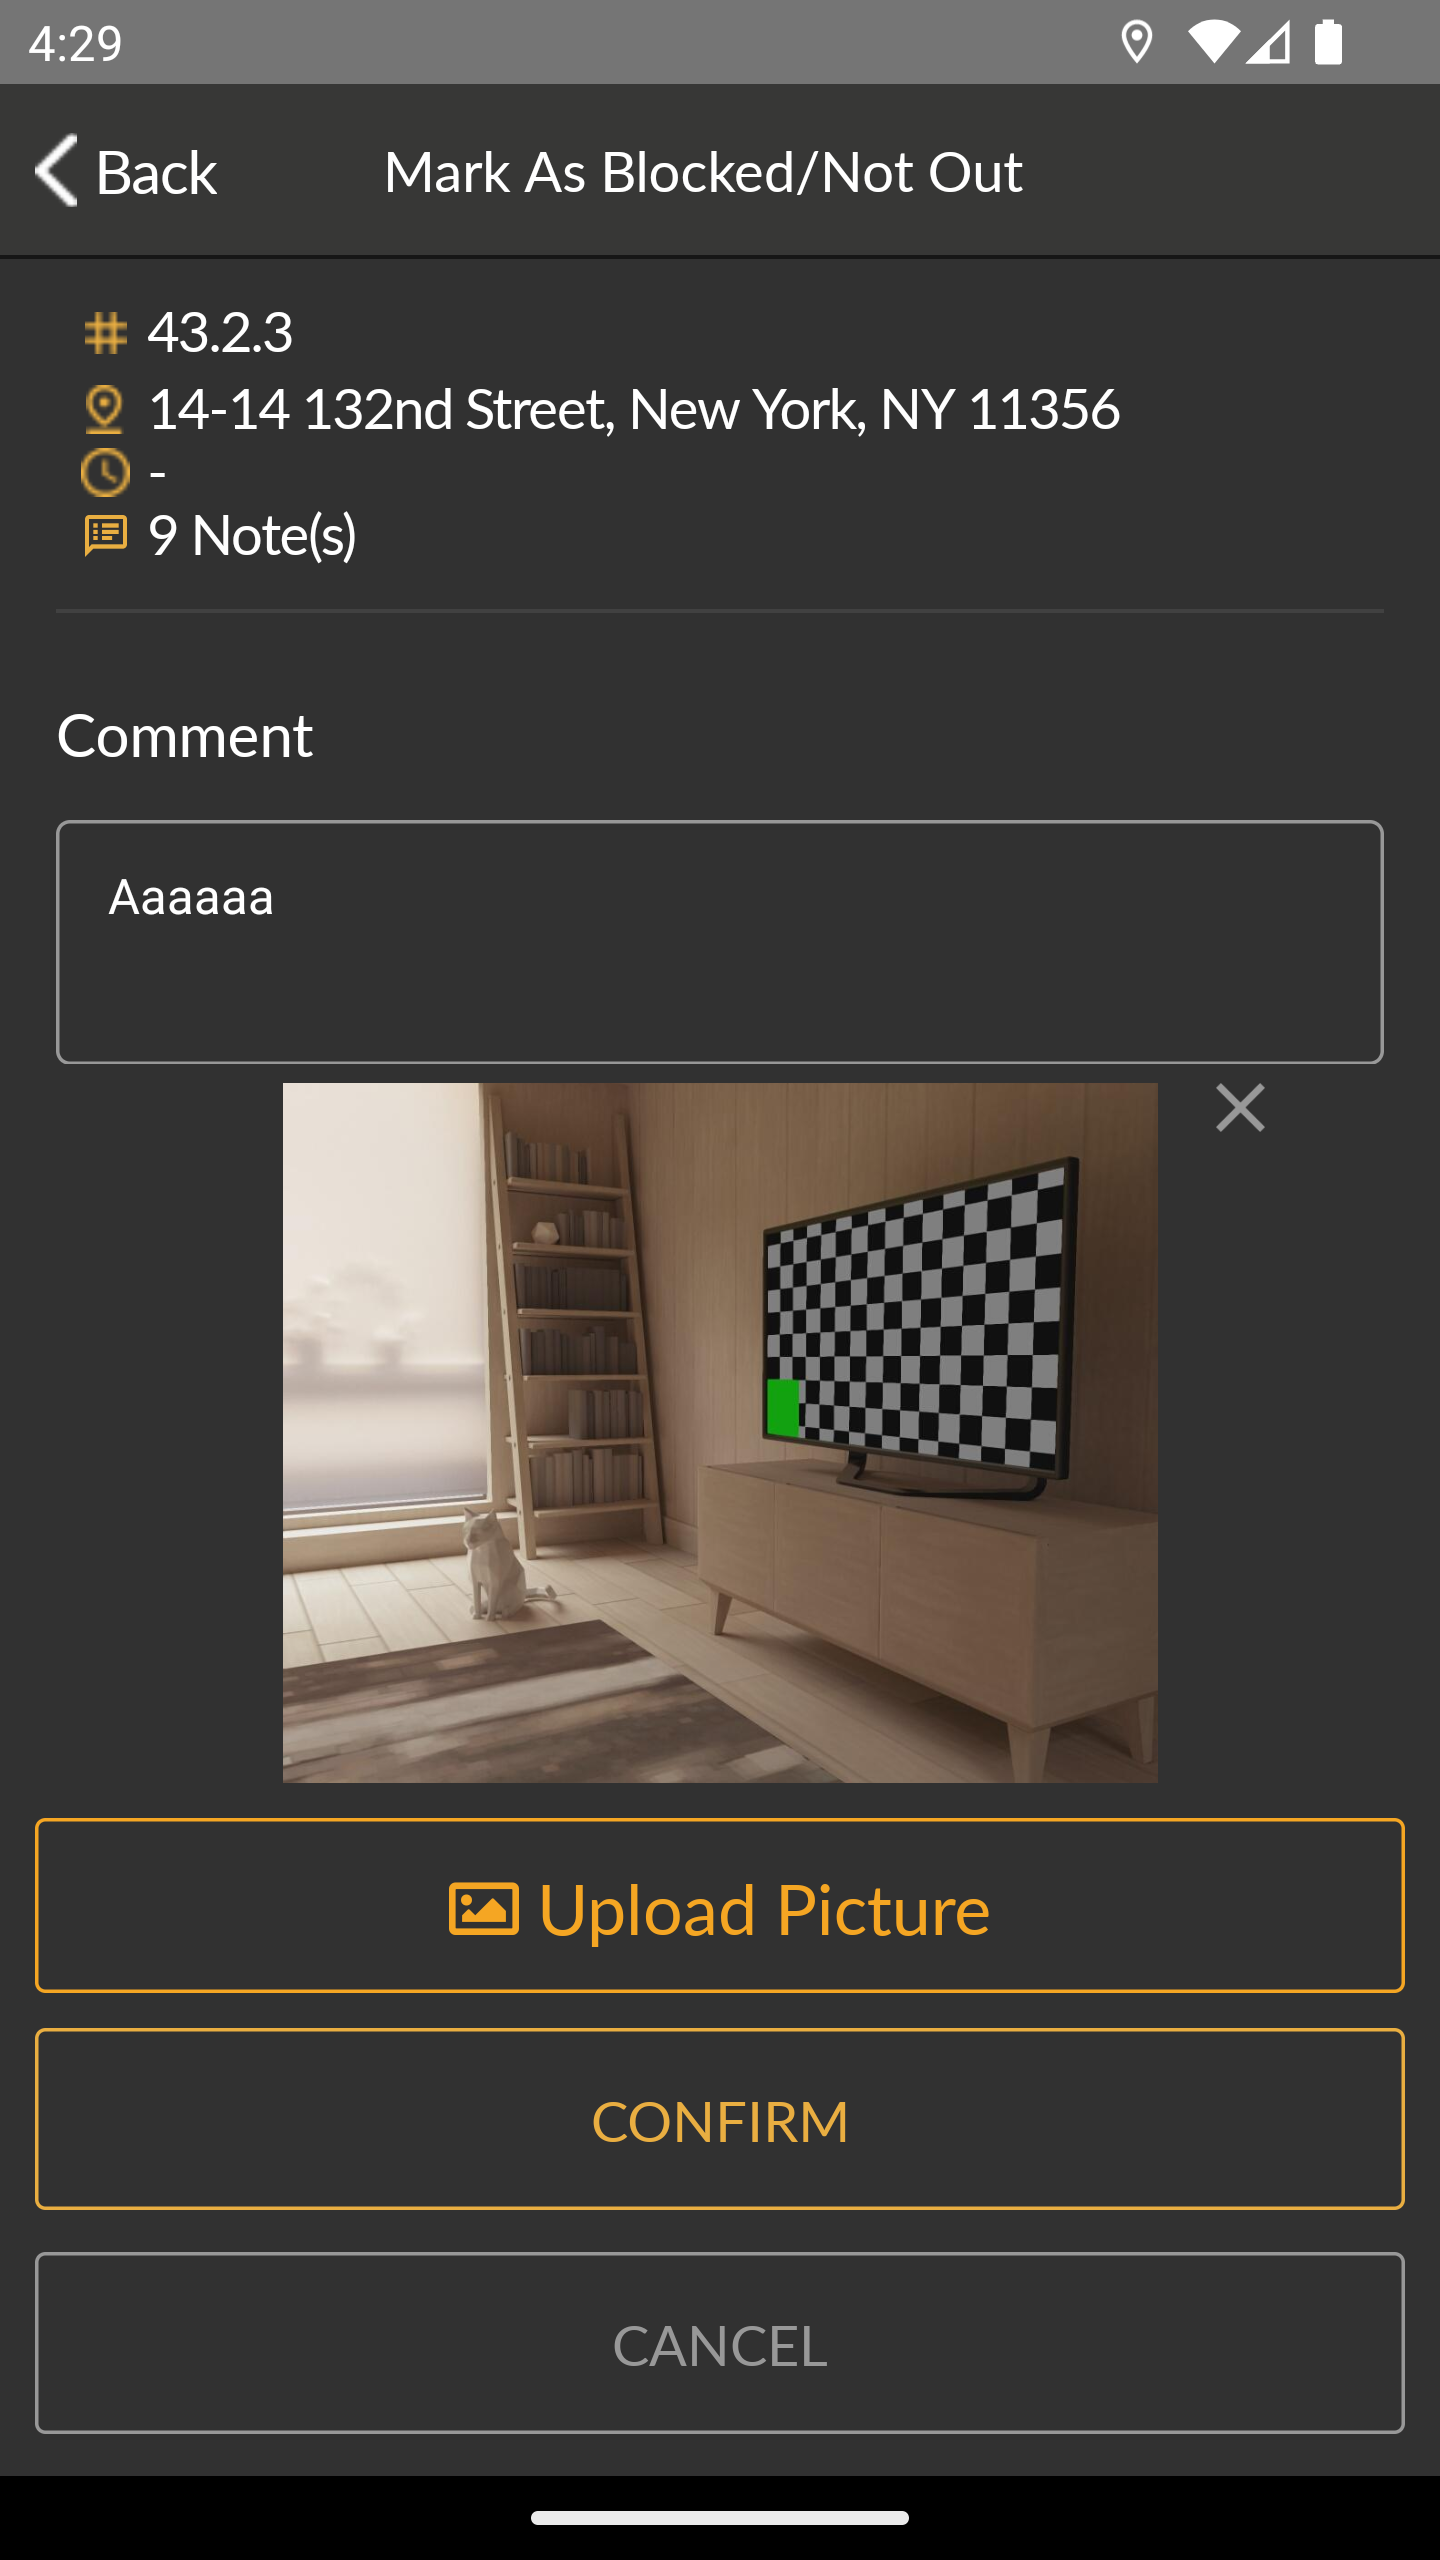 4:29
Back
Mark As Blocked/Not Out
43.2.3
14-14 132nd Street, New York, NY 11356
-
9 Note(s)
Comment
Aaaaaa
Upload Picture
CONFIRM
CANCEL